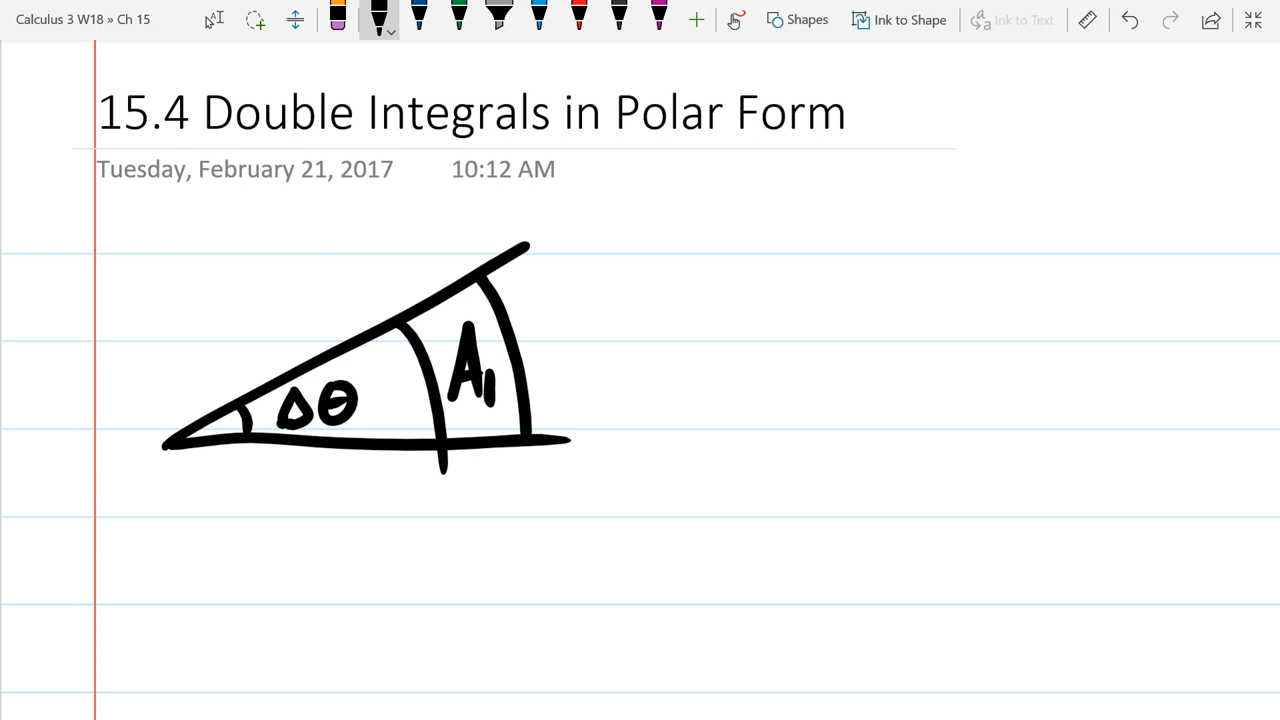 Calculus 3 W18 » Ch 15
Shapes
Ink to Shape
Ink to Text
15.4 Double Integrals in Polar Form
Tuesday, February 21, 2017 10:12 AM
Δθ
A₁